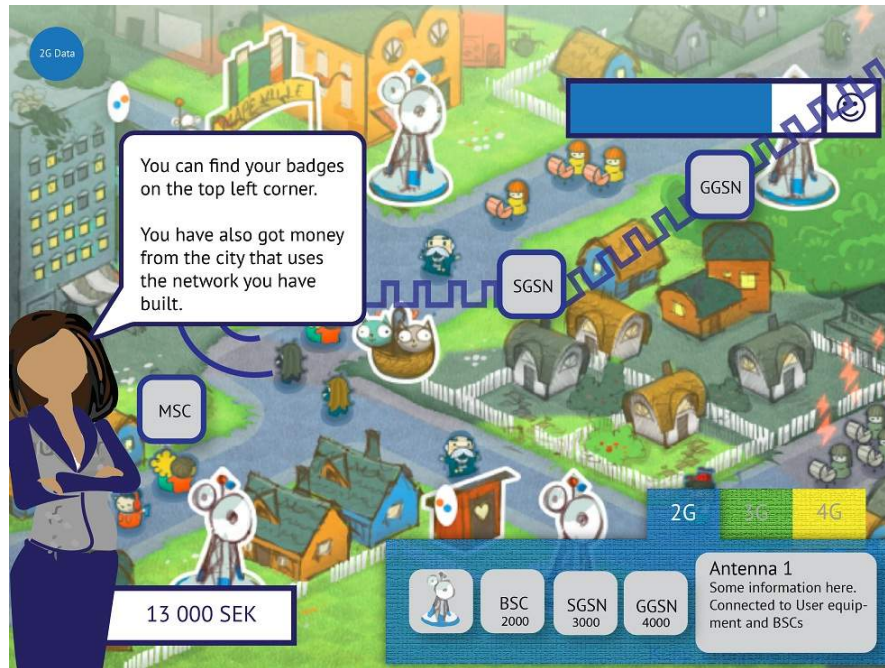 2G Data
You can find your badges
on the top left corner.
You have also got money
from the city that uses
the network you have
built.
GGSN
SGSN
MSC
2G
3G
4G
13 000 SEK
BSC
2000
SGSN
3000
GGSN
4000
Antenna 1
Some information here.
Connected to User equip-
ment and BSCs